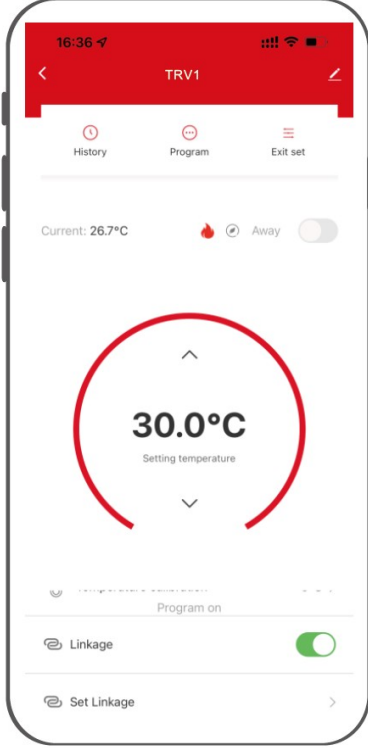 16:36
TRV1
History Program Exit set
Current: 26.7°C Away
30.0°C
Setting temperature
Program on
Linkage
Set Linkage